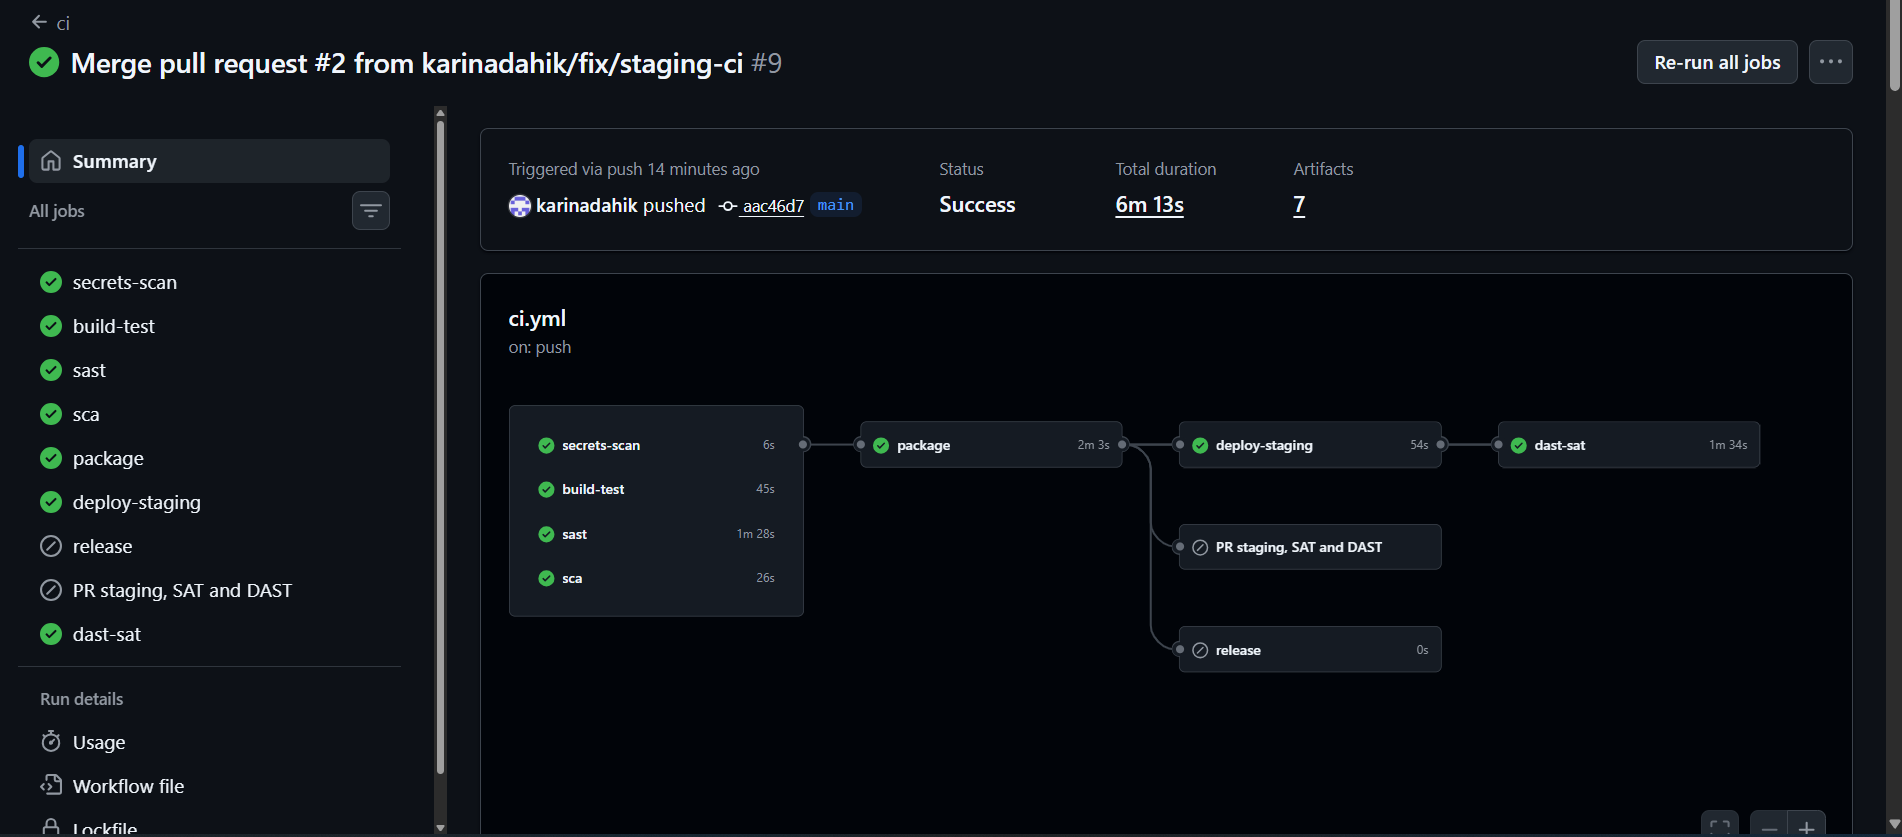 ci
Merge pull request #2 from karinadahik/fix/staging-ci #9
Re-run all jobs
Summary
All jobs
secrets-scan
build-test
sast
sca
package
deploy-staging
release
PR staging, SAT and DAST
dast-sat
Run details
Usage
Workflow file
Lockfile
Triggered via push 14 minutes ago
karinadahik pushed aac46d7 main
Status
Success
Total duration
6m 13s
Artifacts
7
ci.yml
on: push
secrets-scan 6s
build-test 45s
sast 1m 28s
sca 26s
package 2m 3s
deploy-staging 54s
dast-sat 1m 34s
PR staging, SAT and DAST
release 0s